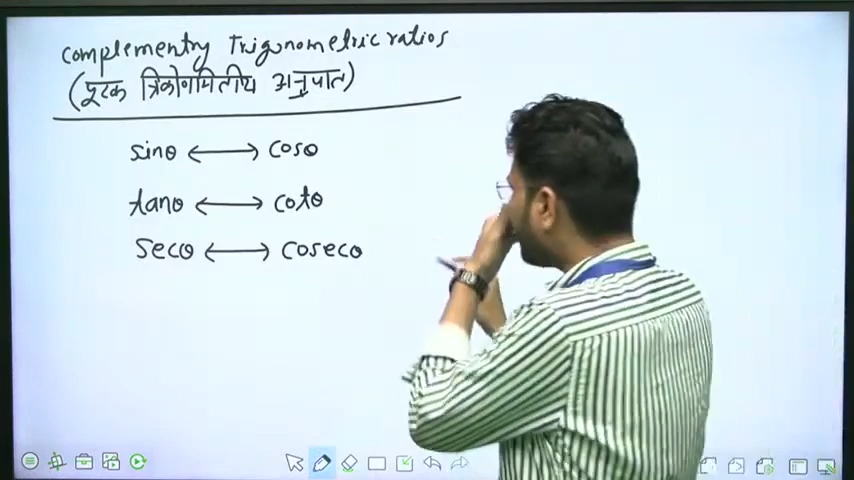 complementry Trigonometric ratios
(पूरक त्रिकोणमितीय अनुपात)
sinθ ↔ cosθ
tanθ ↔ cotθ
secθ ↔ cosecθ